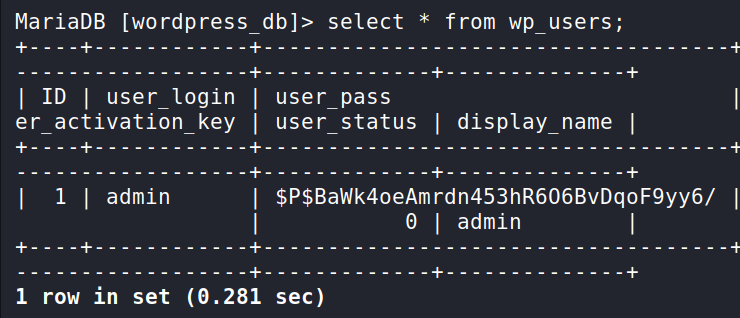 MariaDB [wordpress_db]> select * from wp_users;
+----+------------+------------------------------------+
------------------+-------------+--------------+
| ID | user_login | user_pass                          |
er_activation_key | user_status | display_name |
+----+------------+------------------------------------+
------------------+-------------+--------------+
|  1 | admin      | $P$BaWk4oeAmrdn453hR6O6BvDqoF9yy6/ |
                  |           0 | admin        |
+----+------------+------------------------------------+
------------------+-------------+--------------+
1 row in set (0.281 sec)